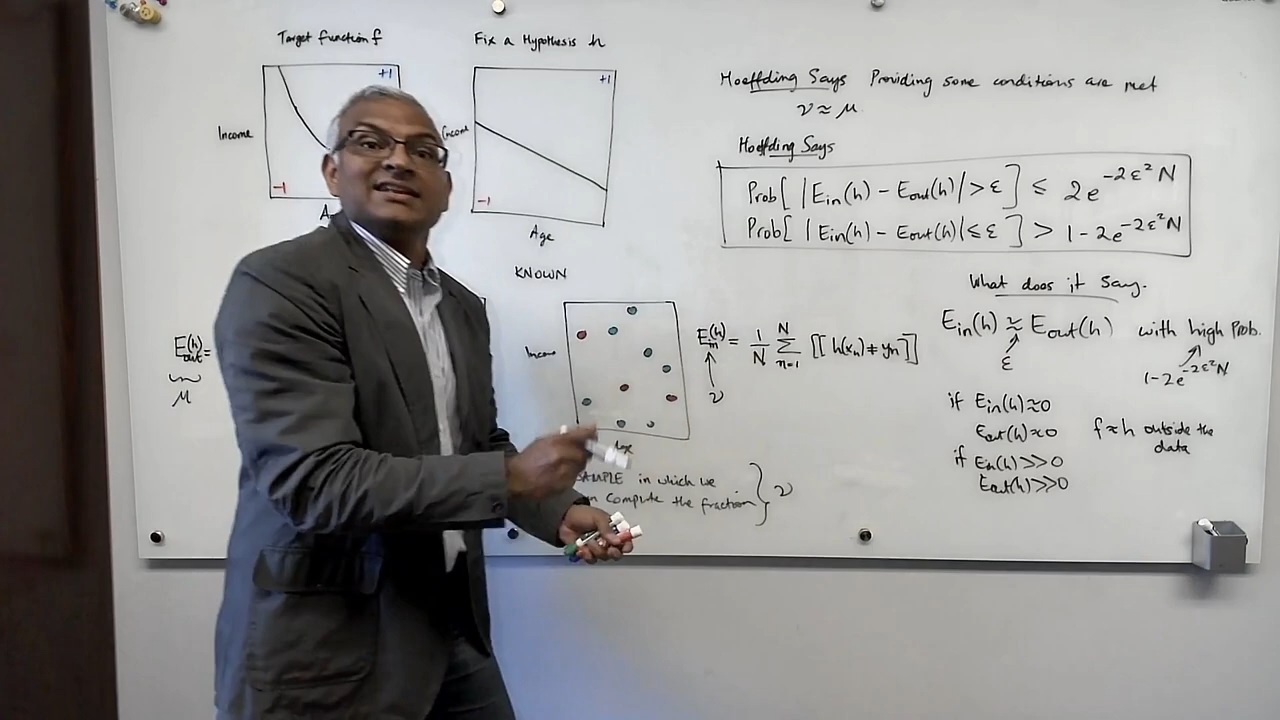 Target function f
Fix a Hypothesis h
+1
+1
Income
Income
-1
-1
A
Age
KNOWN
Hoeffding Says Providing some conditions are met
ν ≈ μ
Hoeffding Says
Prob[ |Ein(h) - Eout(h)| > ε ] ≤ 2e^{-2ε²N}
Prob[ |Ein(h) - Eout(h)| ≤ ε ] > 1-2e^{-2ε²N}
What does it say.
Ein(h) ≈ Eout(h) with high Prob.
ε
1-2e^{-2ε²N}
if Ein(h)≈0
Eout(h)≈0 f≈h outside the
data
if Ein(h)>>0
Eout(h)>>0
Eout(h) =
μ
Income
Ein(h) = 1/N Σ_{n=1}^{N} [[ h(xn) ≠ yn ]]
ν
Age
SAMPLE in which we
compute the fraction } ν